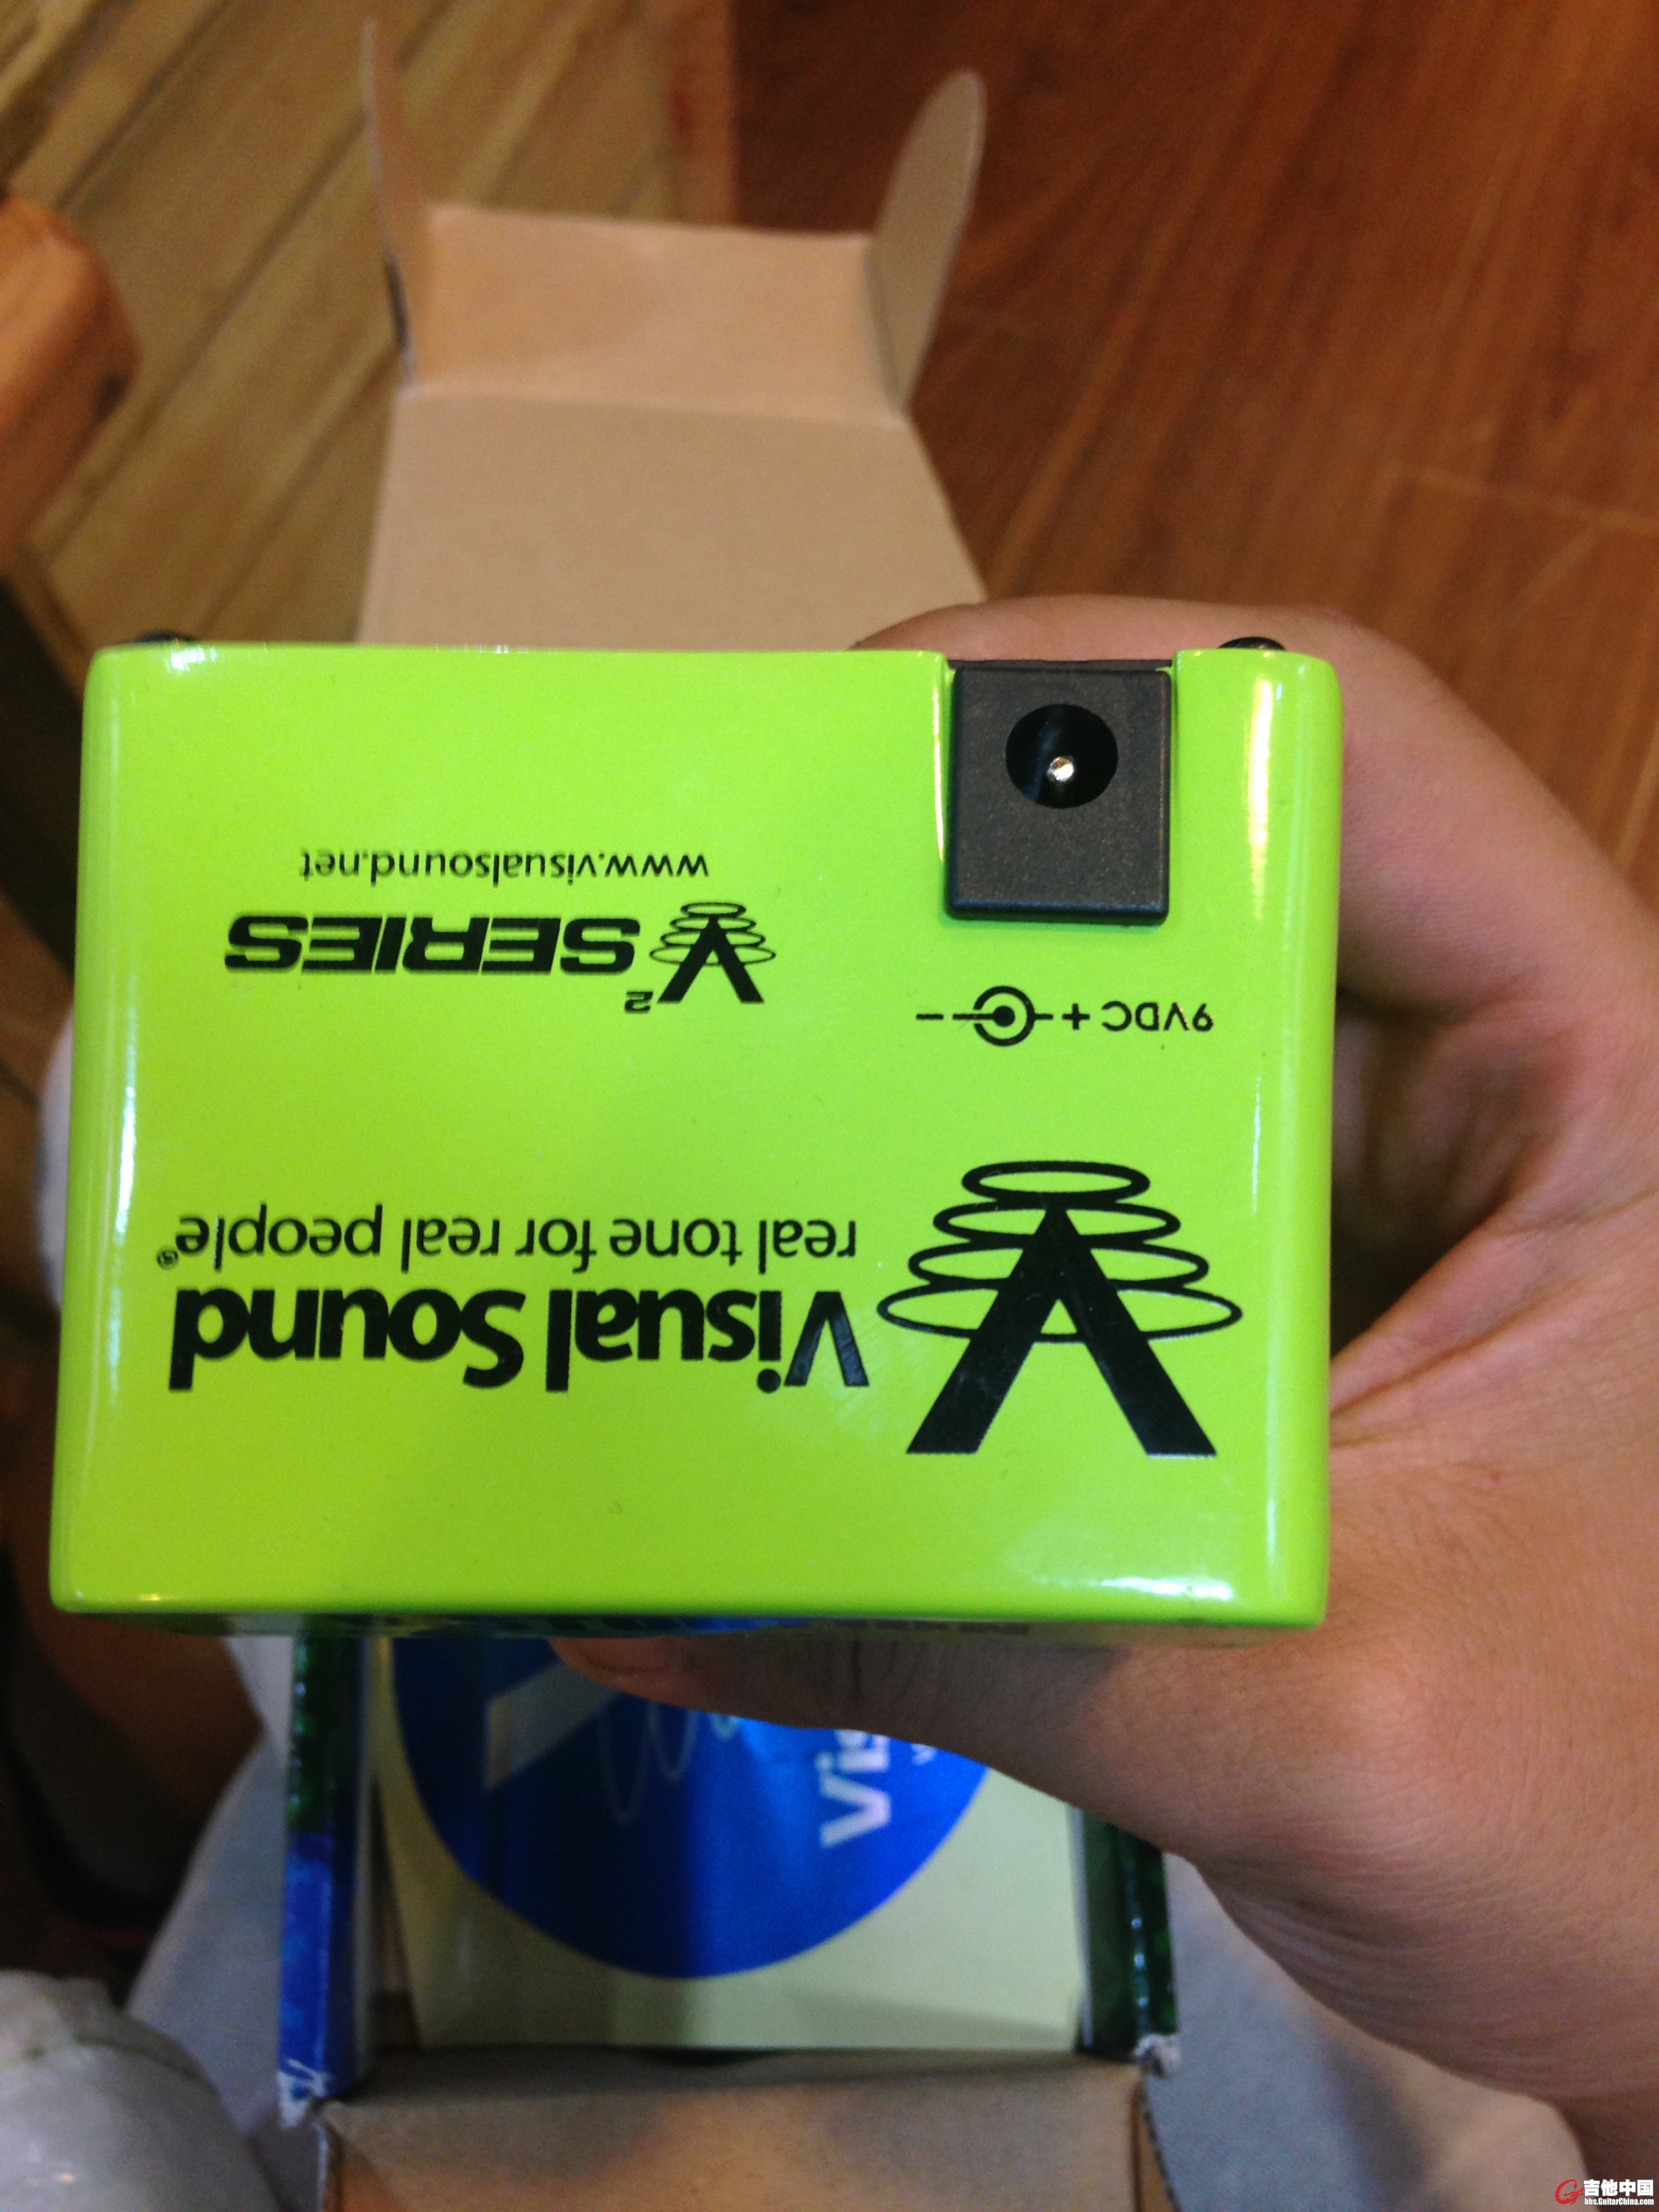 Visual Sound
real tone for real people®
9VDC +
V² SERIES
www.visualsound.net
Vis
吉他中国
bbs.GuitarChina.com